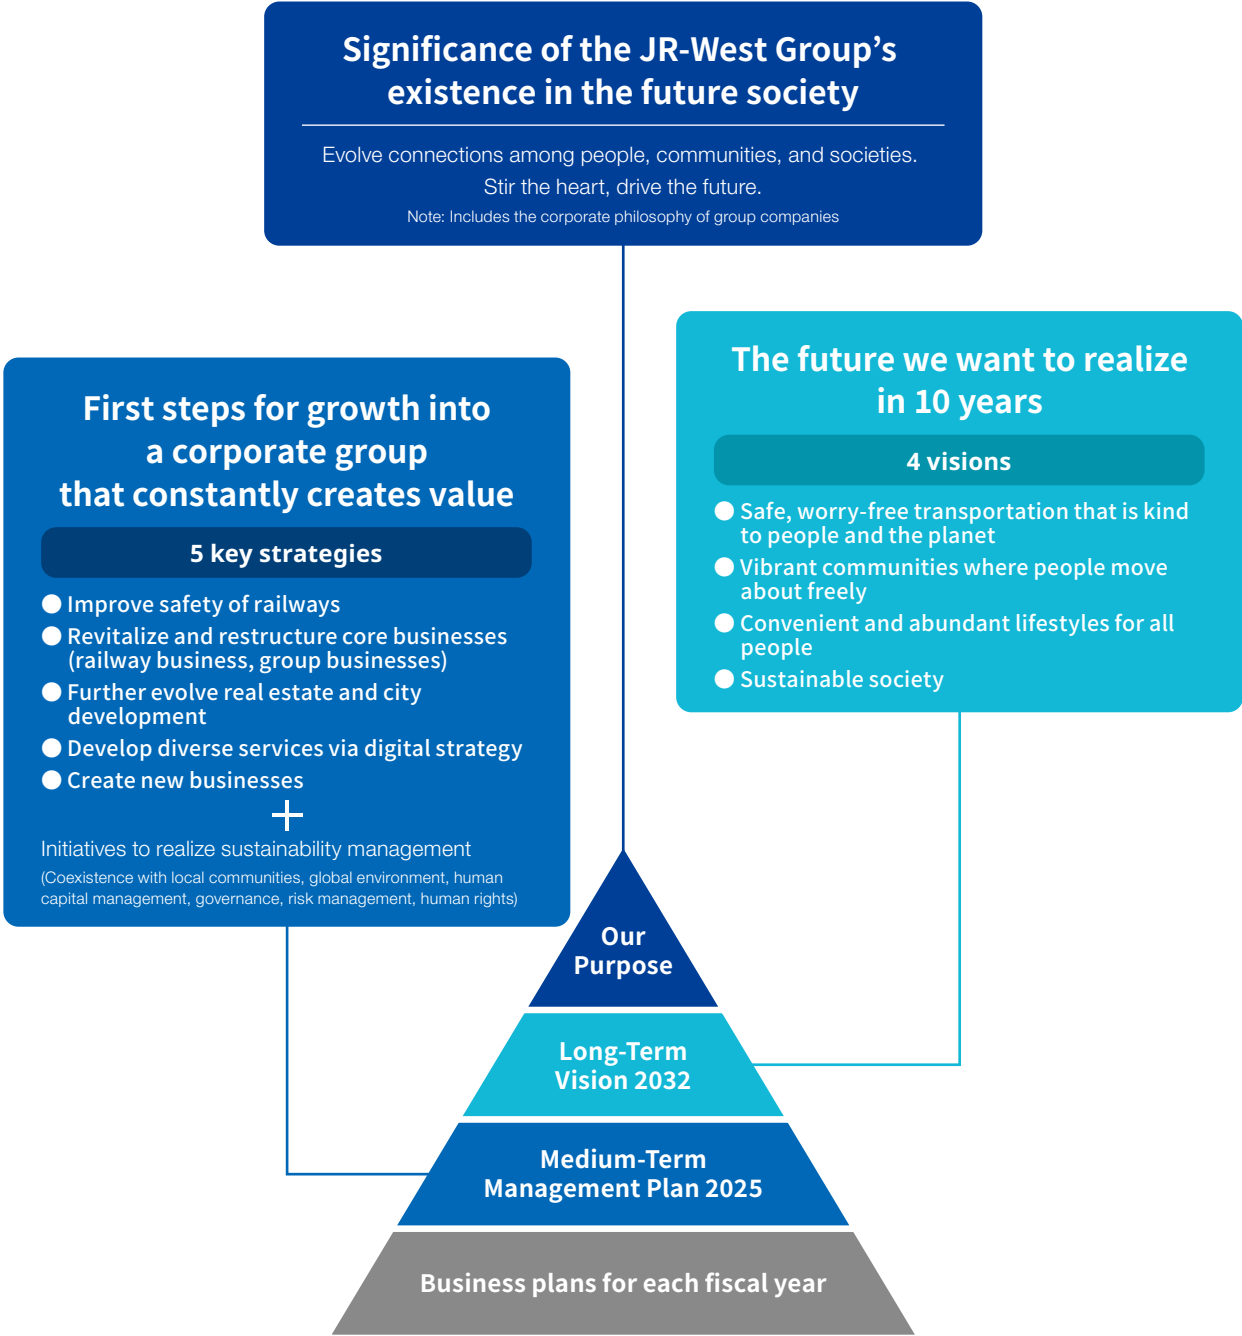 Significance of the JR-West Group’s
existence in the future society
Evolve connections among people, communities, and societies.
Stir the heart, drive the future.
Note: Includes the corporate philosophy of group companies
First steps for growth into
a corporate group
that constantly creates value
5 key strategies
● Improve safety of railways
● Revitalize and restructure core businesses
(railway business, group businesses)
● Further evolve real estate and city
development
● Develop diverse services via digital strategy
● Create new businesses
+
Initiatives to realize sustainability management
(Coexistence with local communities, global environment, human
capital management, governance, risk management, human rights)
The future we want to realize
in 10 years
4 visions
● Safe, worry-free transportation that is kind
to people and the planet
● Vibrant communities where people move
about freely
● Convenient and abundant lifestyles for all
people
● Sustainable society
Our
Purpose
Long-Term
Vision 2032
Medium-Term
Management Plan 2025
Business plans for each fiscal year